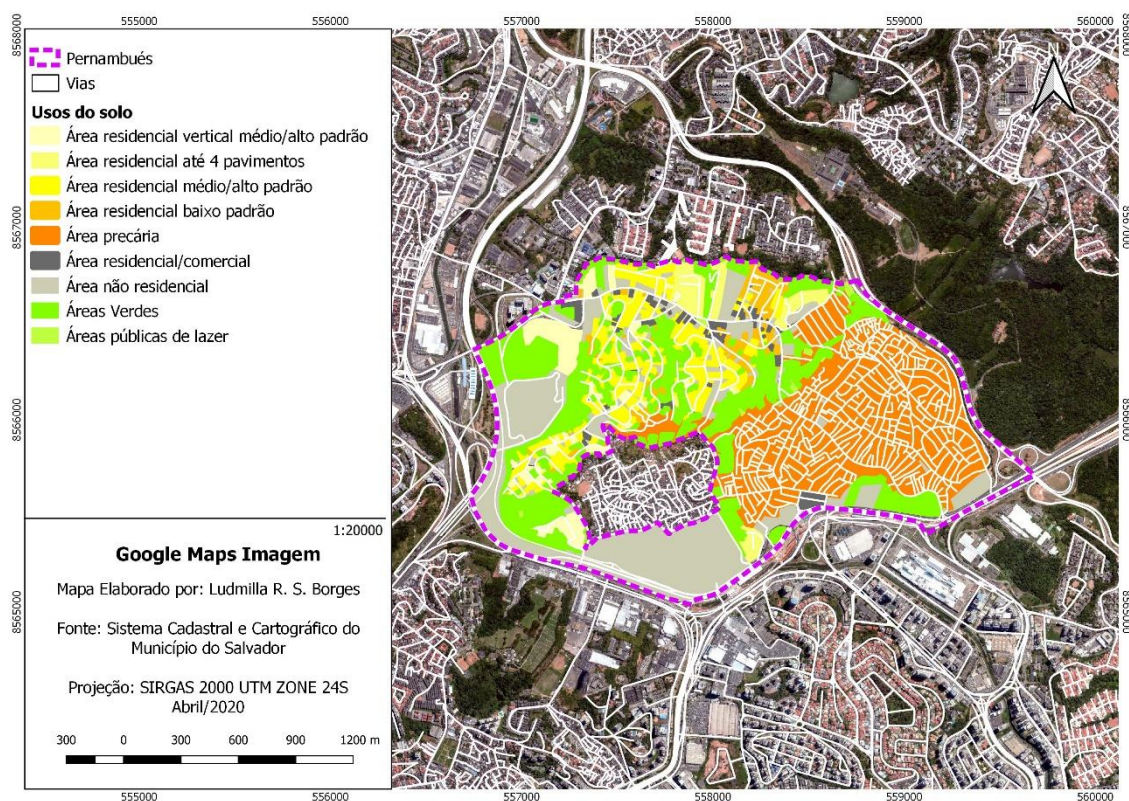 555000 556000 557000 558000 559000 560000
8568000
8567000
8566000
8565000
Pernambués
Vias
Usos do solo
Área residencial vertical médio/alto padrão
Área residencial até 4 pavimentos
Área residencial médio/alto padrão
Área residencial baixo padrão
Área precária
Área residencial/comercial
Área não residencial
Áreas Verdes
Áreas públicas de lazer
N
1:20000
Google Maps Imagem
Mapa Elaborado por: Ludmilla R. S. Borges
Fonte: Sistema Cadastral e Cartográfico do
Município do Salvador
Projeção: SIRGAS 2000 UTM ZONE 24S
Abril/2020
300 0 300 600 900 1200 m
8568000
8567000
8566000
8565000
555000 556000 557000 558000 559000 560000